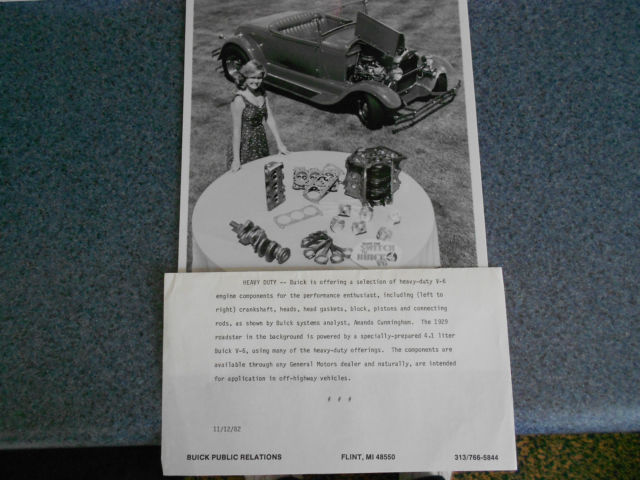 SWITCH
BUICK
V6
HEAVY DUTY -- Buick is offering a selection of heavy-duty V-6
engine components for the performance enthusiast, including (left to
right) crankshaft, heads, head gaskets, block, pistons and connecting
rods, as shown by Buick systems analyst, Amanda Cunningham. The 1929
roadster in the background is powered by a specially-prepared 4.1 liter
Buick V-6, using many of the heavy-duty offerings. The components are
available through any General Motors dealer and naturally, are intended
for application in off-highway vehicles.
# # #
11/12/82
BUICK PUBLIC RELATIONS FLINT, MI 48550 313/766-5844